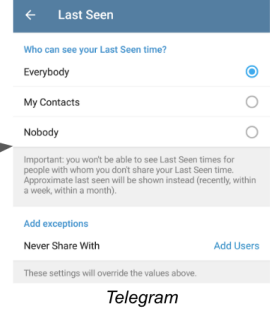 Last Seen
Who can see your Last Seen time?
Everybody
My Contacts
Nobody
Important: you won't be able to see Last Seen times for
people with whom you don't share your Last Seen time.
Approximate last seen will be shown instead (recently, within
a week, within a month).
Add exceptions
Never Share With Add Users
These settings will override the values above.
Telegram